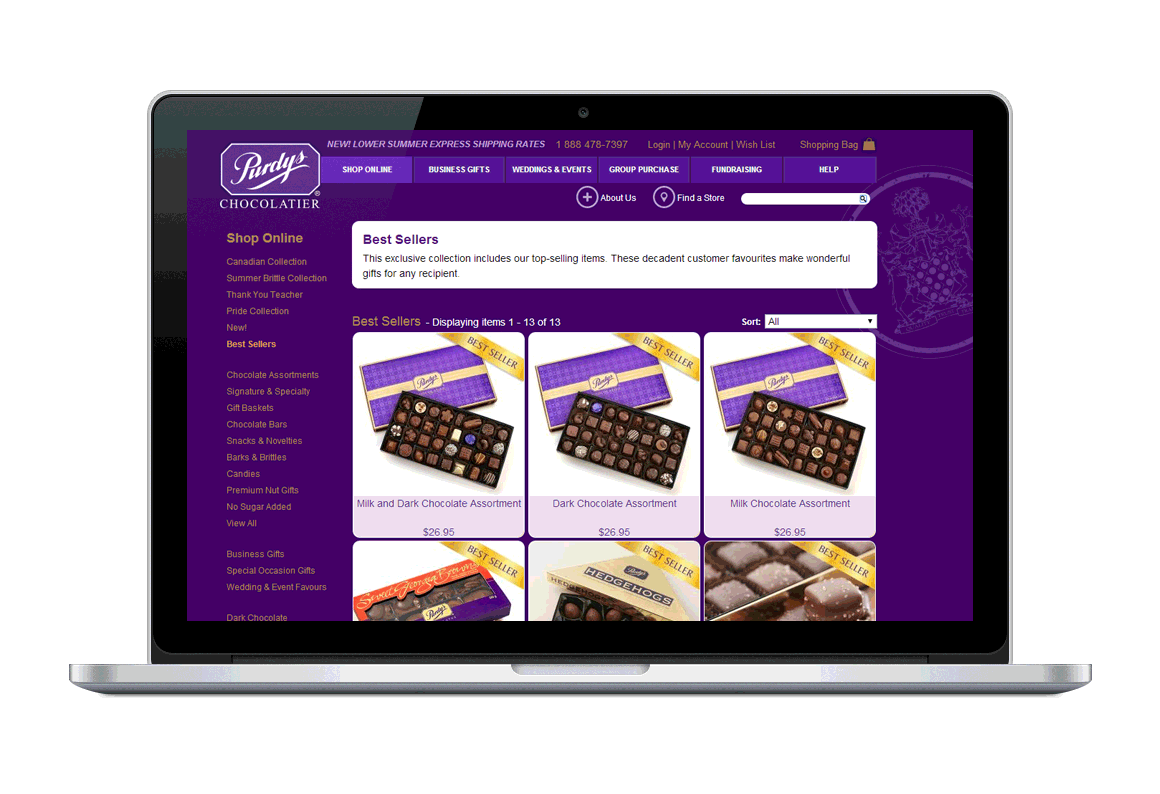 NEW! LOWER SUMMER EXPRESS SHIPPING RATES 1 888 478-7397 Login | My Account | Wish List Shopping Bag
Purdys
®
CHOCOLATIER
SHOP ONLINE BUSINESS GIFTS WEDDINGS & EVENTS GROUP PURCHASE FUNDRAISING HELP
About Us Find a Store
Shop Online
Canadian Collection
Summer Brittle Collection
Thank You Teacher
Pride Collection
New!
Best Sellers
Chocolate Assortments
Signature & Specialty
Gift Baskets
Chocolate Bars
Snacks & Novelties
Barks & Brittles
Candies
Premium Nut Gifts
No Sugar Added
View All
Business Gifts
Special Occasion Gifts
Wedding & Event Favours
Dark Chocolate
Best Sellers
This exclusive collection includes our top-selling items. These decadent customer favourites make wonderful
gifts for any recipient.
Best Sellers - Displaying items 1 - 13 of 13
Sort: All
BEST SELLER
Purdys
Milk and Dark Chocolate Assortment
$26.95
BEST SELLER
Purdys
Dark Chocolate Assortment
$26.95
BEST SELLER
Purdys
Milk Chocolate Assortment
$26.95
BEST SELLER
Sweet Georgia Browns
Purdys
BEST SELLER
Purdys
HEDGEHOGS
BEST SELLER